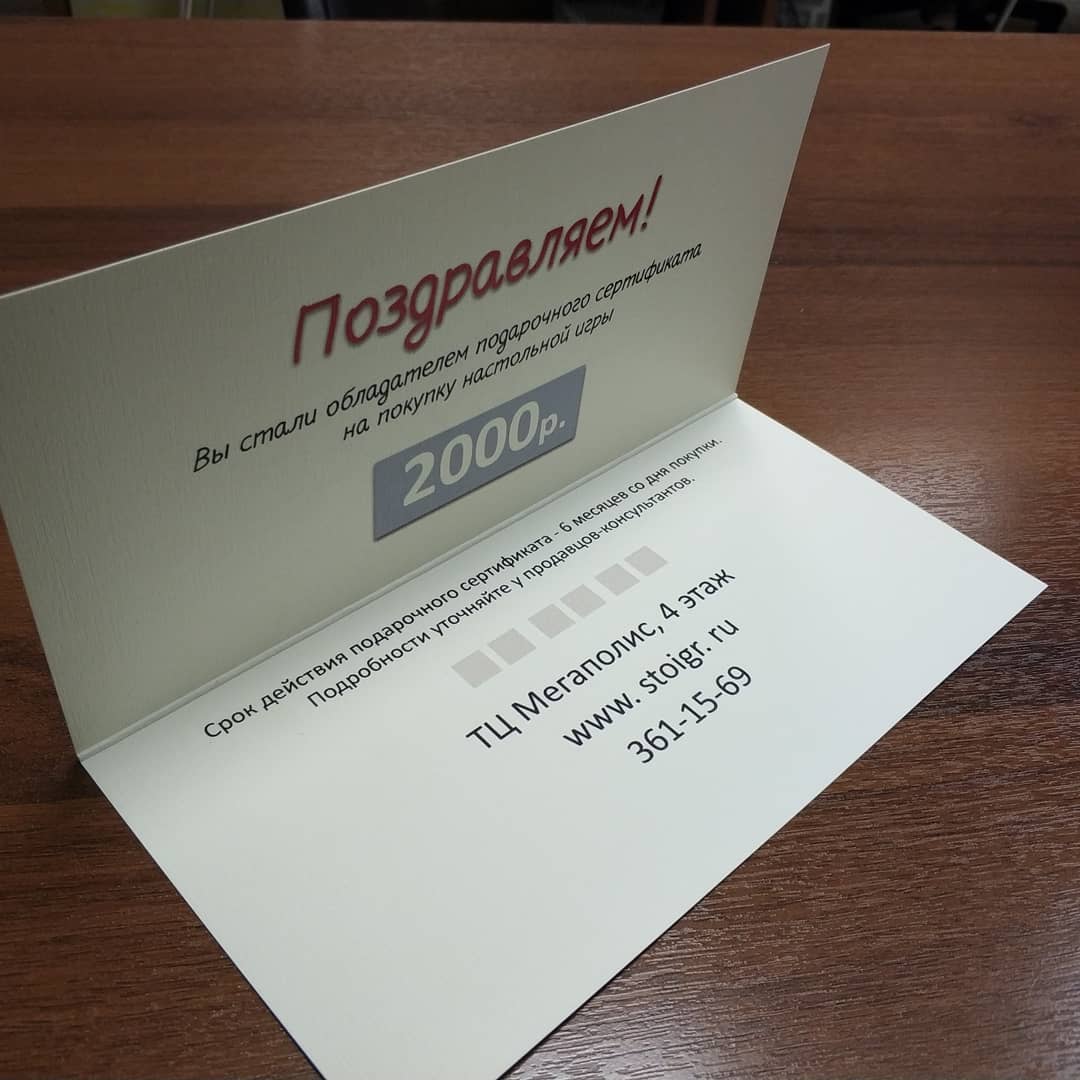 Поздравляем!
Вы стали обладателем подарочного сертификата
на покупку настольной игры
2000р.
Срок действия подарочного сертификата - 6 месяцев со дня покупки.
Подробности уточняйте у продавцов-консультантов.
ТЦ Мегаполис, 4 этаж
www. stoigr. ru
361-15-69